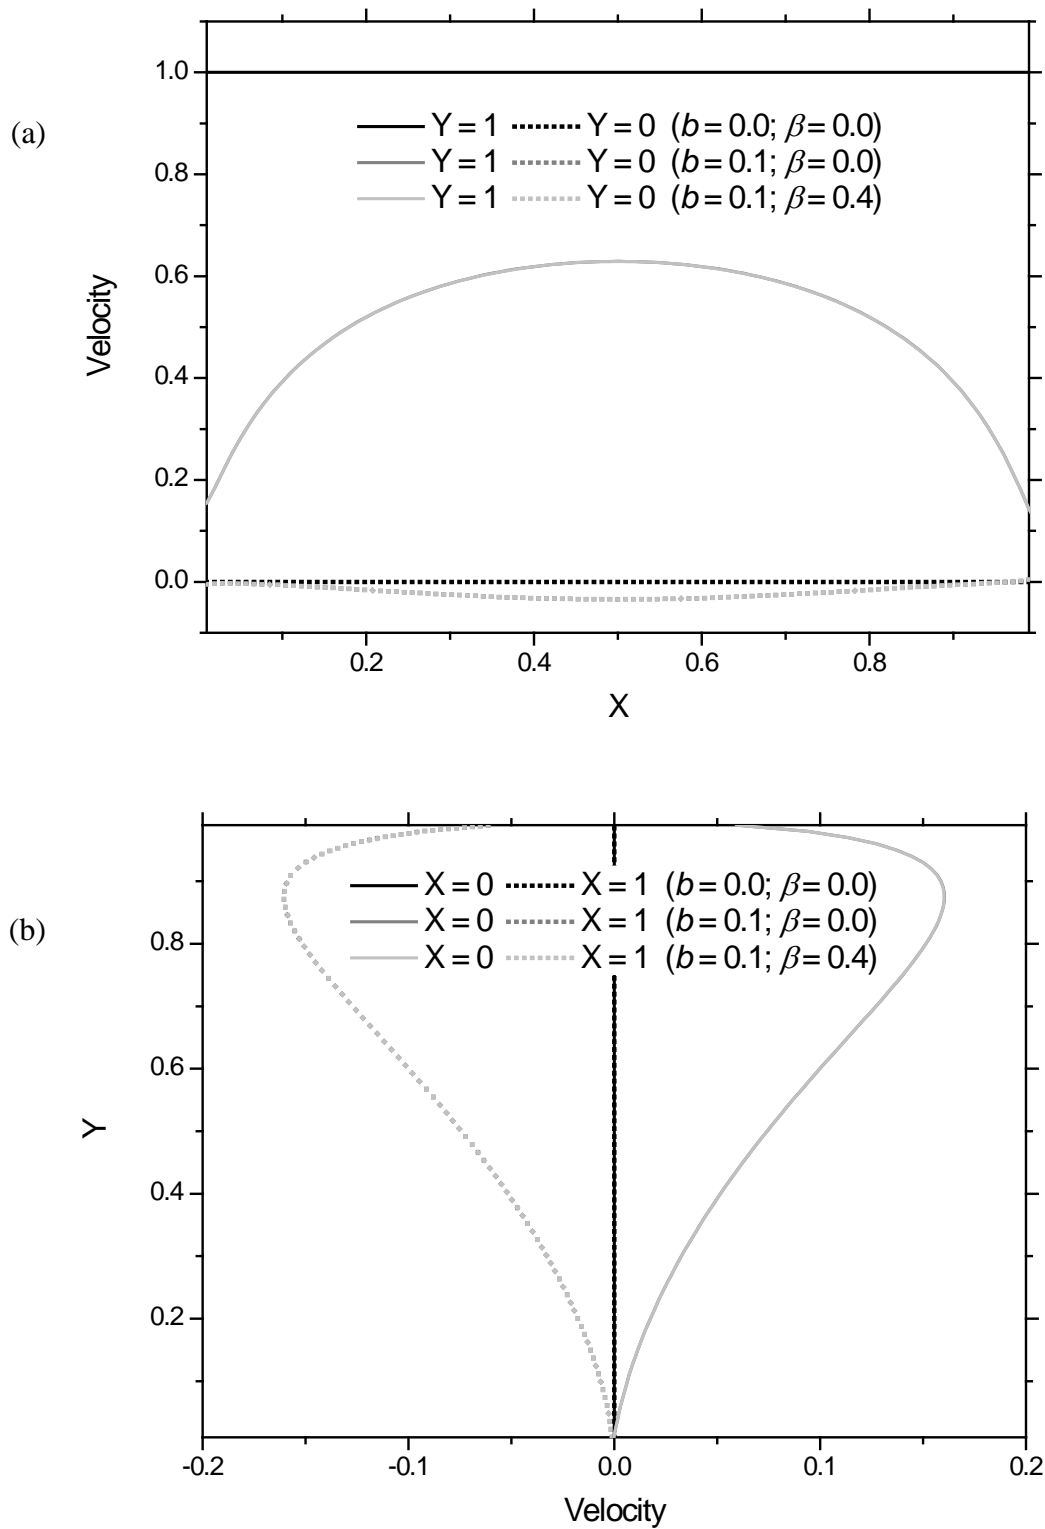 1.0
(a)
Y = 1 Y = 0 (b = 0.0; β = 0.0)
Y = 1 Y = 0 (b = 0.1; β = 0.0)
Y = 1 Y = 0 (b = 0.1; β = 0.4)
0.8
0.6
Velocity
0.4
0.2
0.0
0.2 0.4 0.6 0.8
X
X = 0 X = 1 (b = 0.0; β = 0.0)
X = 0 X = 1 (b = 0.1; β = 0.0)
X = 0 X = 1 (b = 0.1; β = 0.4)
(b)
0.8
0.6
Y
0.4
0.2
-0.2 -0.1 0.0 0.1 0.2
Velocity